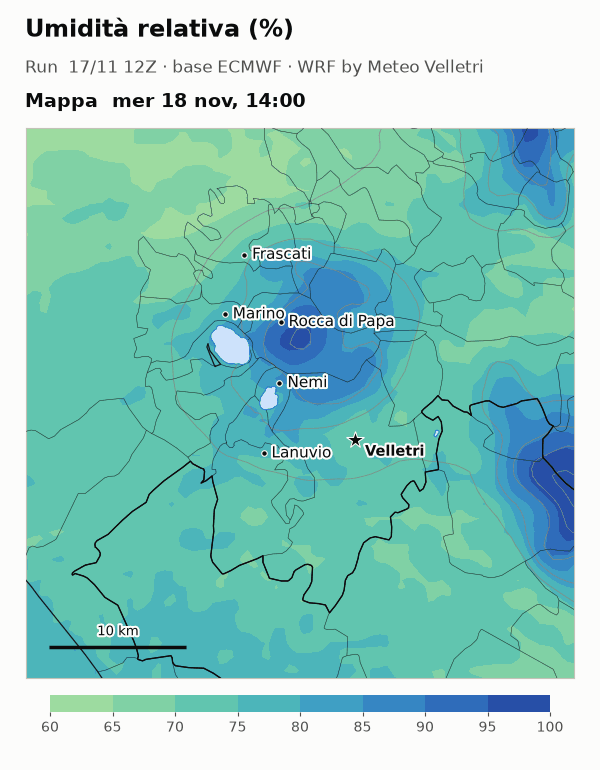 Umidità relativa (%)
Run  17/11 12Z · base ECMWF · WRF by Meteo Velletri
Mappa  mer 18 nov, 14:00
Frascati
Marino
Rocca di Papa
Nemi
Velletri
Lanuvio
10 km
60 65 70 75 80 85 90 95 100